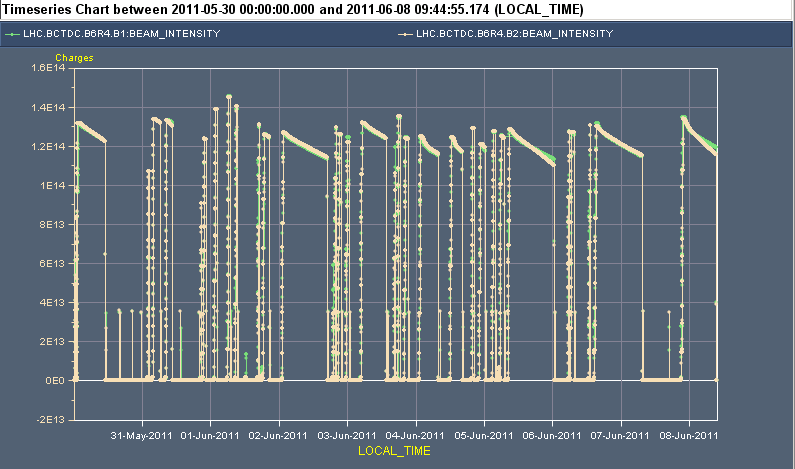 Timeseries Chart between 2011-05-30 00:00:00.000 and 2011-06-08 09:44:55.174 (LOCAL_TIME)
LHC.BCTDC.B6R4.B1:BEAM_INTENSITY LHC.BCTDC.B6R4.B2:BEAM_INTENSITY
Charges
1.6E14
1.4E14
1.2E14
1E14
8E13
6E13
4E13
2E13
0E0
-2E13
31-May-2011 01-Jun-2011 02-Jun-2011 03-Jun-2011 04-Jun-2011 05-Jun-2011 06-Jun-2011 07-Jun-2011 08-Jun-2011
LOCAL_TIME